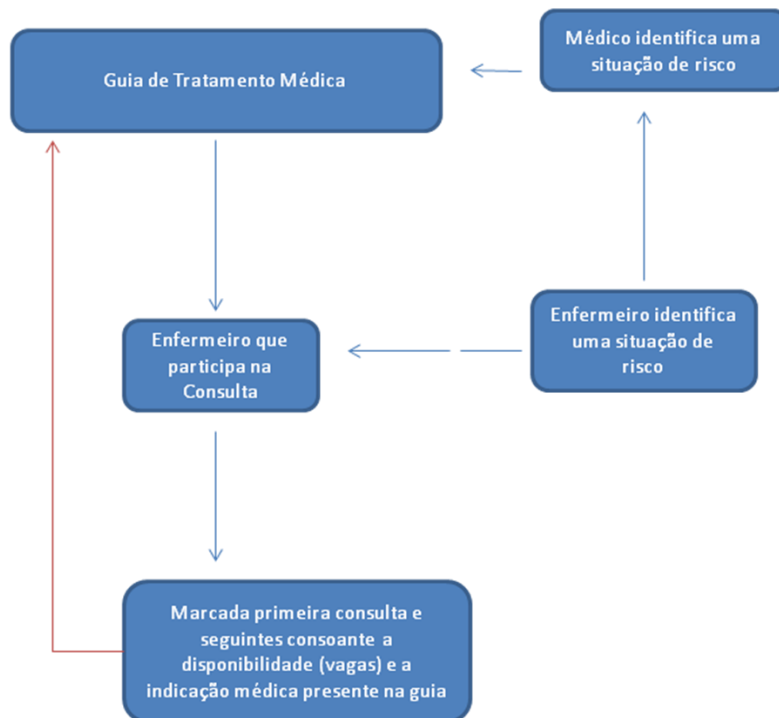 Guia de Tratamento Médica
Médico identifica uma
situação de risco
Enfermeiro que
participa na
Consulta
Enfermeiro identifica
uma situação de
risco
Marcada primeira consulta e
seguintes consoante a
disponibilidade (vagas) e a
indicação médica presente na guia